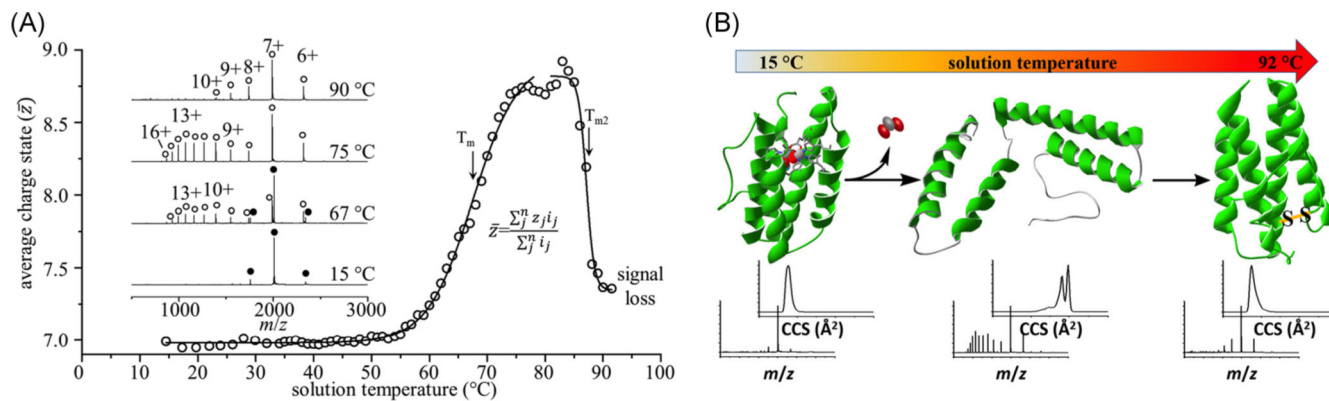 (A)
9.0
8.5
8.0
7.5
7.0
average charge state (z̄)
7+
6+
8+
9+
10+
90 °C
13+
16+
9+
75 °C
13+
10+
67 °C
15 °C
1000 2000 3000
m/z
Tm
Tm2
z̄=∑ⁿⱼ zⱼiⱼ / ∑ⁿⱼ iⱼ
signal
loss
0 10 20 30 40 50 60 70 80 90 100
solution temperature (°C)
(B)
15 °C solution temperature 92 °C
S-S
CCS (Å²)
m/z
CCS (Å²)
m/z
CCS (Å²)
m/z